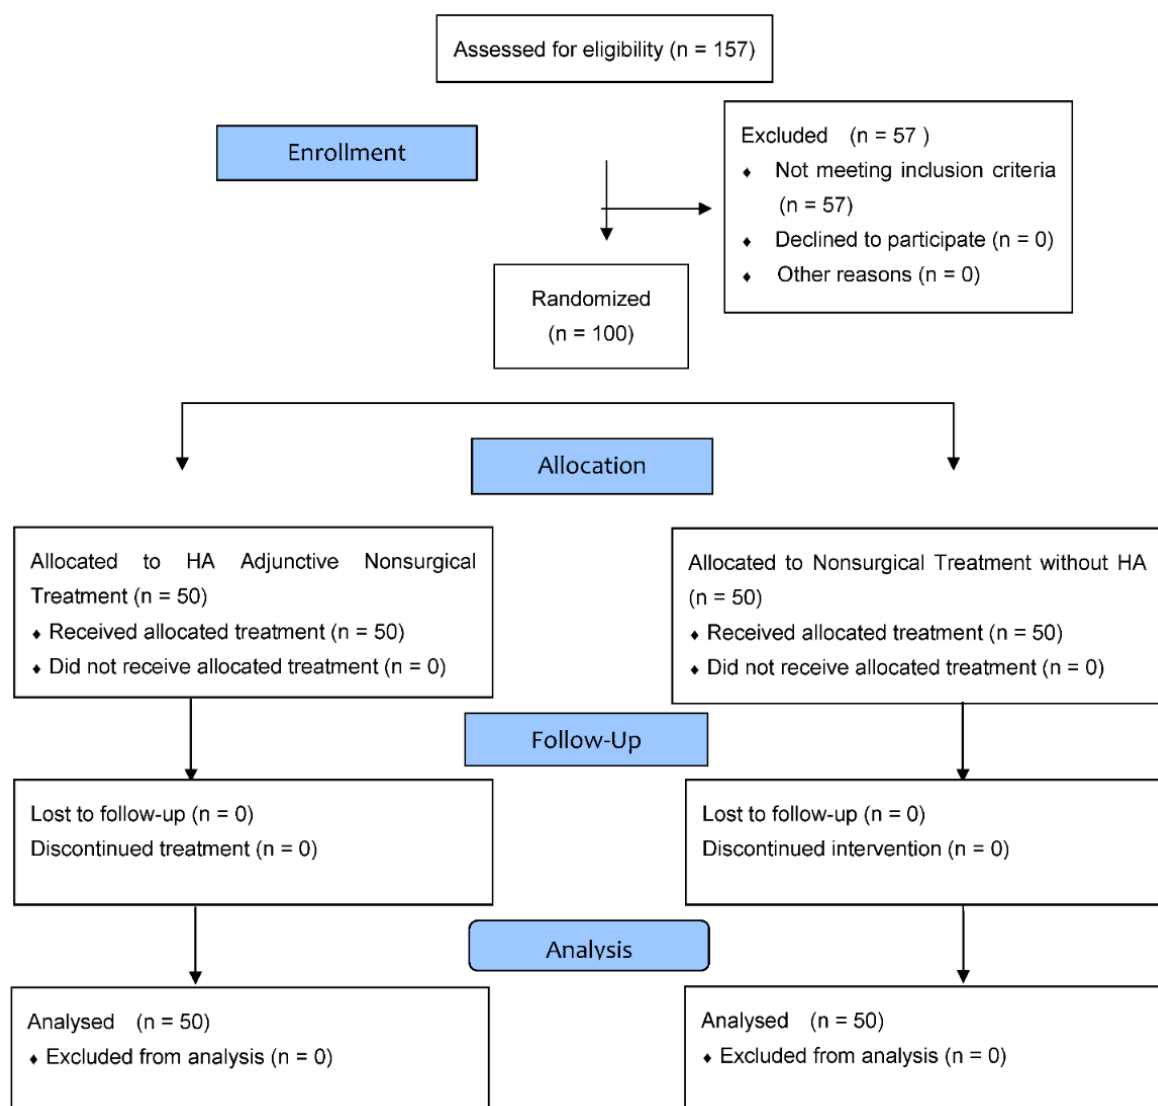 Assessed for eligibility (n = 157)
Enrollment
Excluded (n = 57 )
♦ Not meeting inclusion criteria
(n = 57)
♦ Declined to participate (n = 0)
♦ Other reasons (n = 0)
Randomized
(n = 100)
Allocation
Allocated to HA Adjunctive Nonsurgical
Treatment (n = 50)
♦ Received allocated treatment (n = 50)
♦ Did not receive allocated treatment (n = 0)
Allocated to Nonsurgical Treatment without HA
(n = 50)
♦ Received allocated treatment (n = 50)
♦ Did not receive allocated treatment (n = 0)
Follow-Up
Lost to follow-up (n = 0)
Discontinued treatment (n = 0)
Lost to follow-up (n = 0)
Discontinued intervention (n = 0)
Analysis
Analysed (n = 50)
♦ Excluded from analysis (n = 0)
Analysed (n = 50)
♦ Excluded from analysis (n = 0)